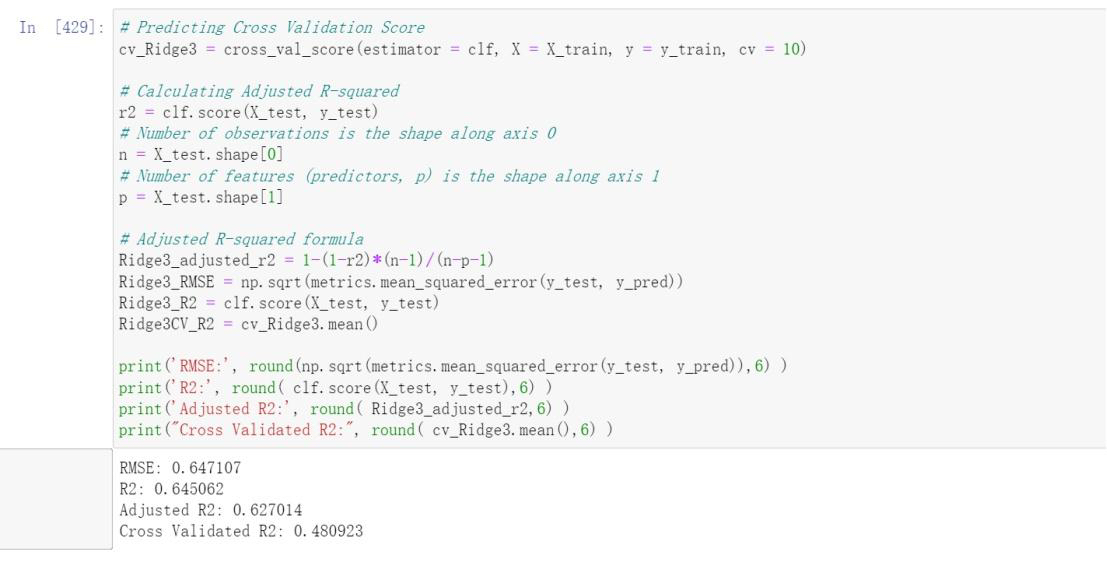 In [429]: # Predicting Cross Validation Score
cv_Ridge3 = cross_val_score(estimator = clf, X = X_train, y = y_train, cv = 10)
# Calculating Adjusted R-squared
r2 = clf.score(X_test, y_test)
# Number of observations is the shape along axis 0
n = X_test.shape[0]
# Number of features (predictors, p) is the shape along axis 1
p = X_test.shape[1]
# Adjusted R-squared formula
Ridge3_adjusted_r2 = 1-(1-r2)*(n-1)/(n-p-1)
Ridge3_RMSE = np.sqrt(metrics.mean_squared_error(y_test, y_pred))
Ridge3_R2 = clf.score(X_test, y_test)
Ridge3CV_R2 = cv_Ridge3.mean()
print('RMSE:', round(np.sqrt(metrics.mean_squared_error(y_test, y_pred)),6) )
print('R2:', round( clf.score(X_test, y_test),6) )
print('Adjusted R2:', round( Ridge3_adjusted_r2,6) )
print("Cross Validated R2:", round( cv_Ridge3.mean(),6) )
RMSE: 0.647107
R2: 0.645062
Adjusted R2: 0.627014
Cross Validated R2: 0.480923